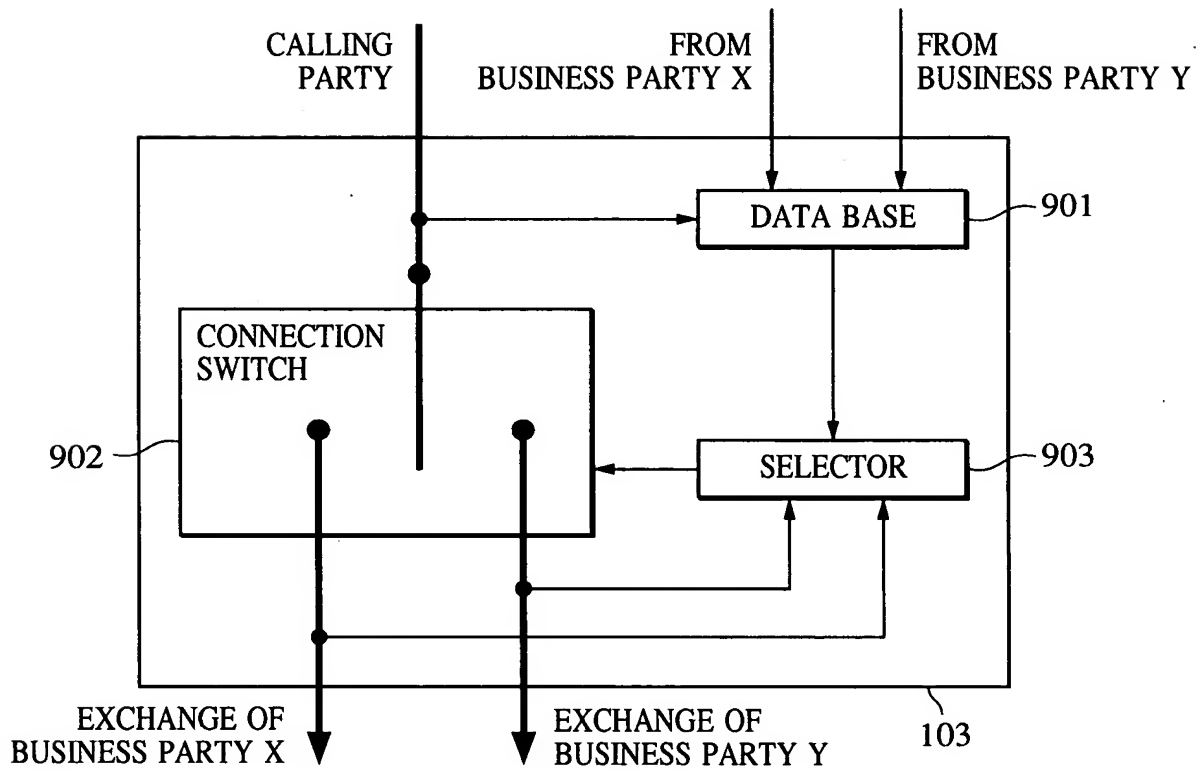 CALLING
PARTY
FROM
BUSINESS PARTY X
FROM
BUSINESS PARTY Y
DATA BASE
901
CONNECTION
SWITCH
902
SELECTOR
903
EXCHANGE OF
BUSINESS PARTY X
EXCHANGE OF
BUSINESS PARTY Y
103